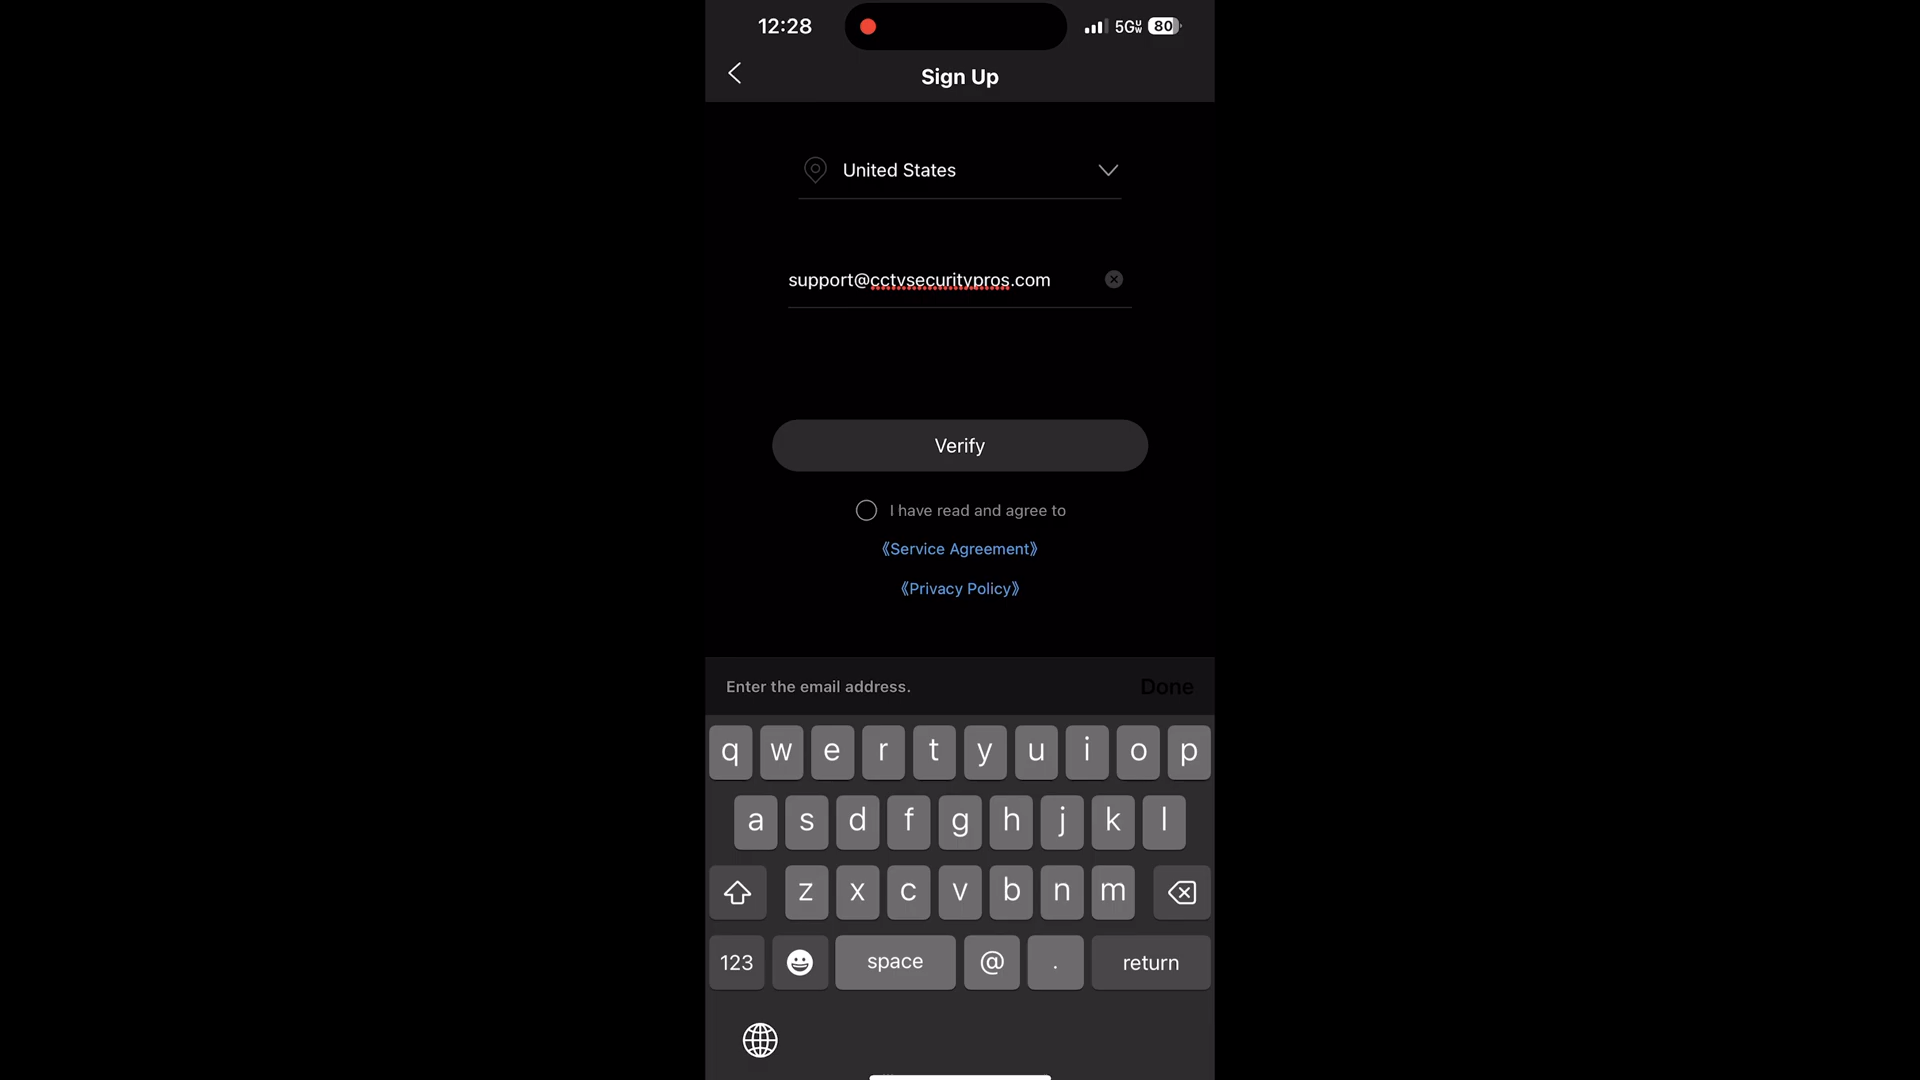 12:28
5GUW 80
Sign Up
United States
support@cctvsecuritypros.com
Verify
I have read and agree to
《Service Agreement》
《Privacy Policy》
Enter the email address.
Done
q w e r t y u i o p
a s d f g h j k l
z x c v b n m
123 space @ . return